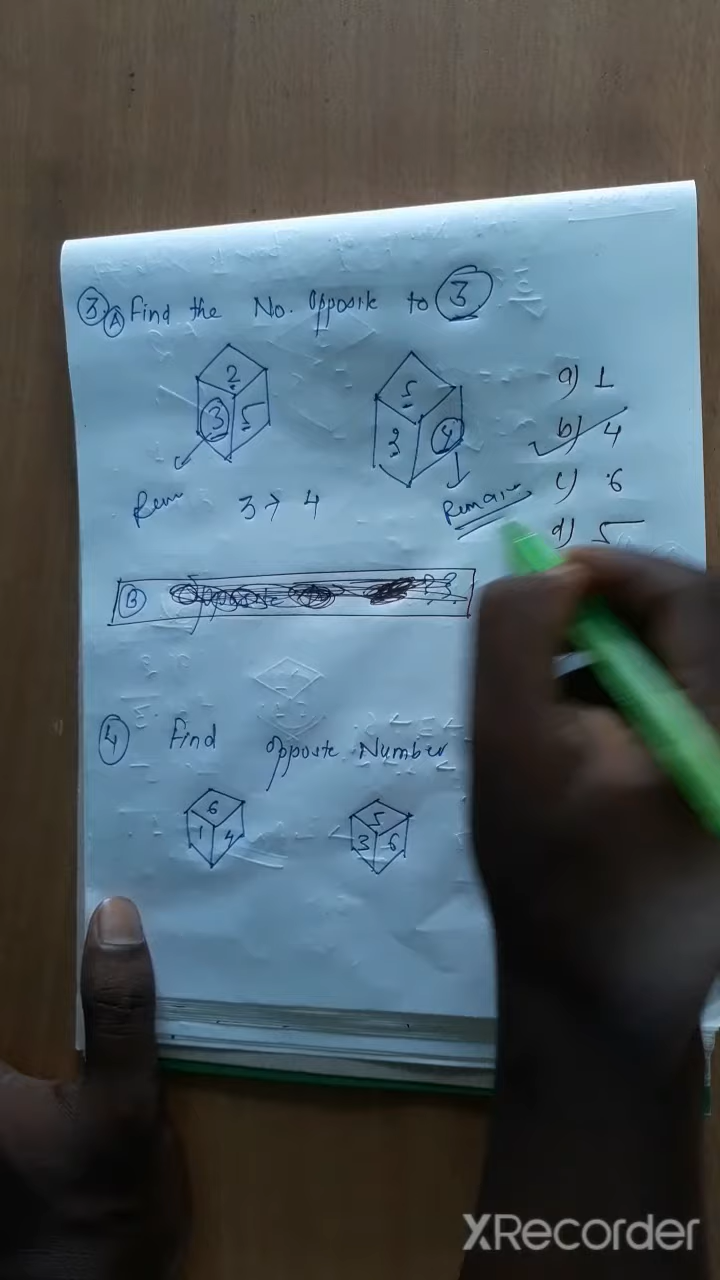 3 A Find the No. Opposite to 3
2
3 5
5
3 4
a) 1
b) 4
c) 6
d) 5
Rem 3 → 4
Remain
B opposite
4 Find opposite Number
6
1 4
5
3 6
XRecorder